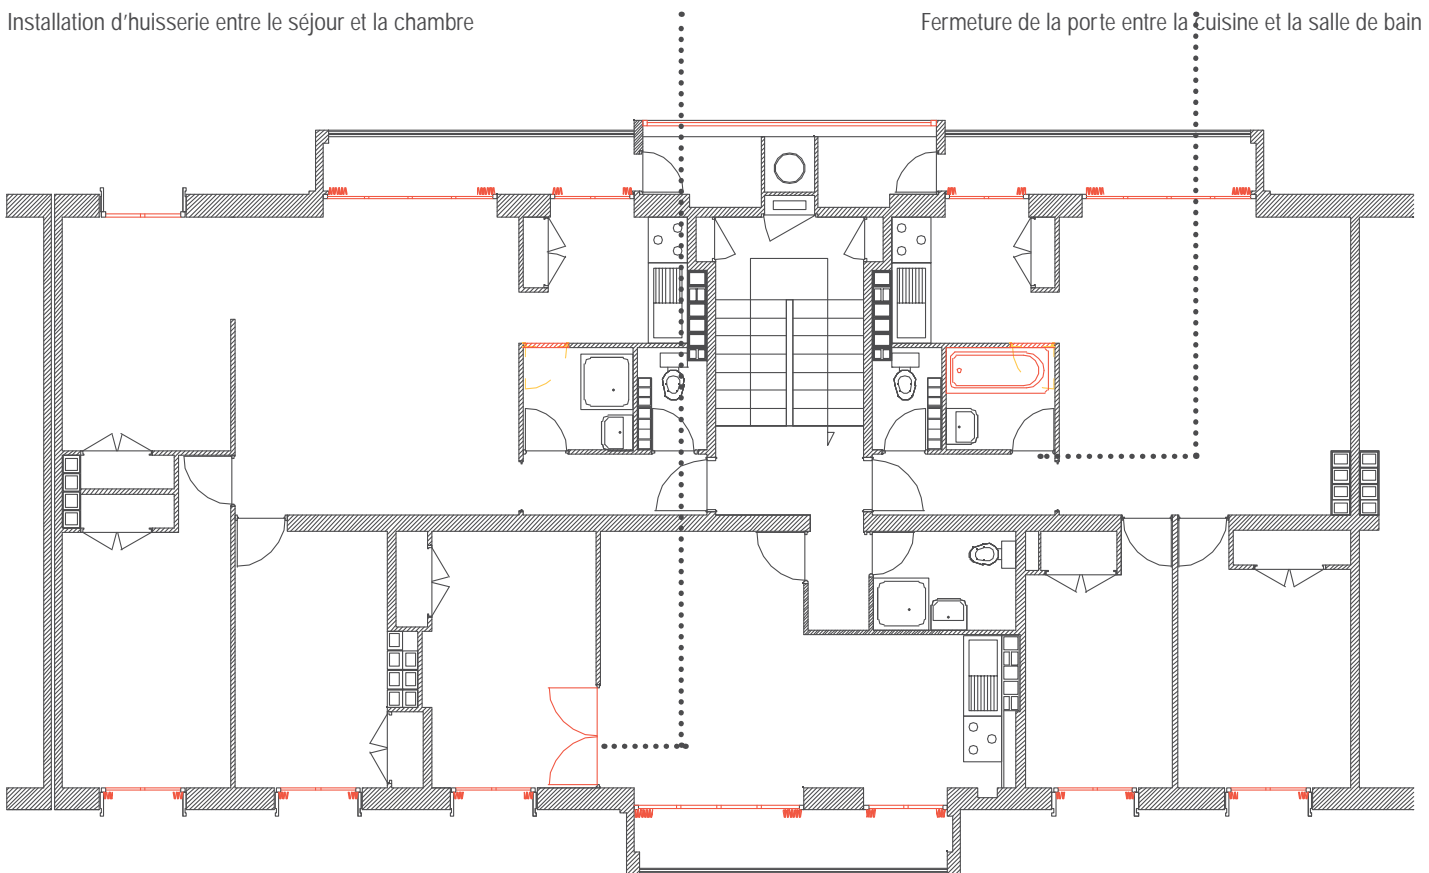 Installation d'huisserie entre le séjour et la chambre
Fermeture de la porte entre la cuisine et la salle de bain